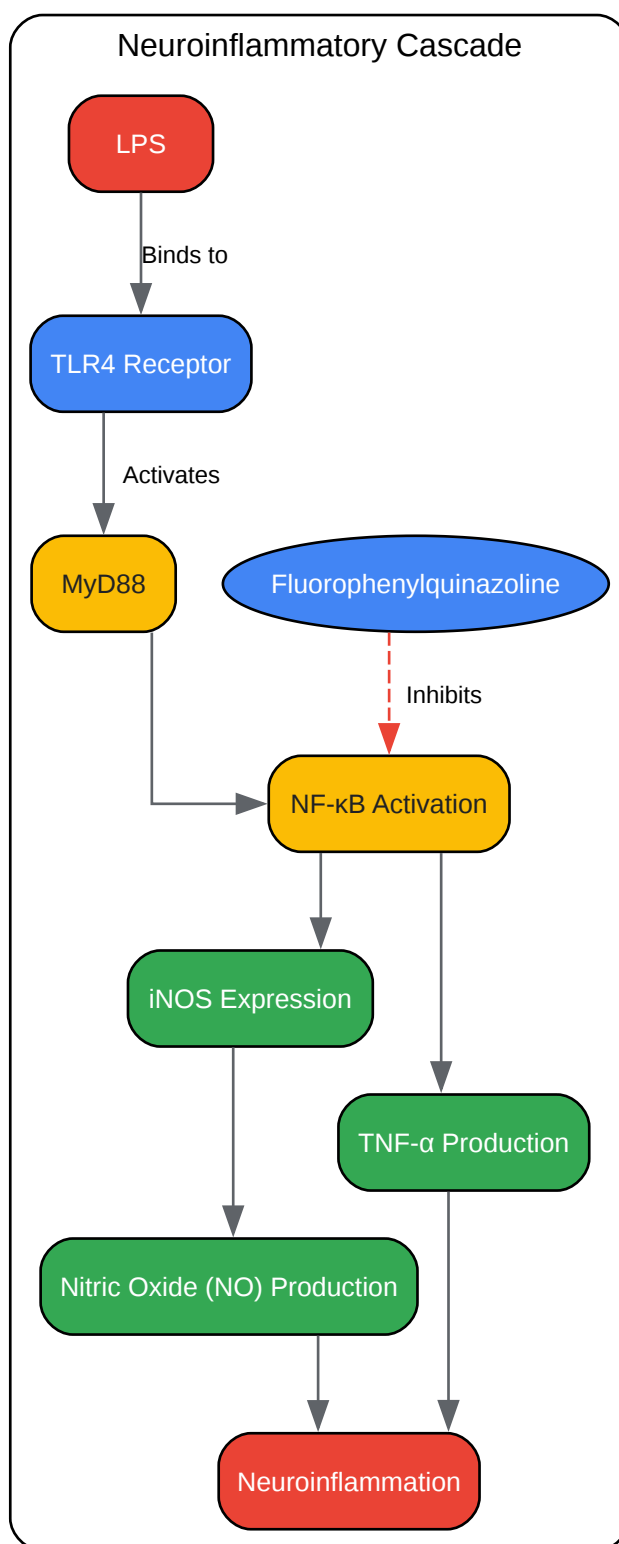 Neuroinflammatory Cascade
LPS
Binds to
TLR4 Receptor
Activates
MyD88
Fluorophenylquinazoline
Inhibits
NF-κB Activation
iNOS Expression
TNF-α Production
Nitric Oxide (NO) Production
Neuroinflammation